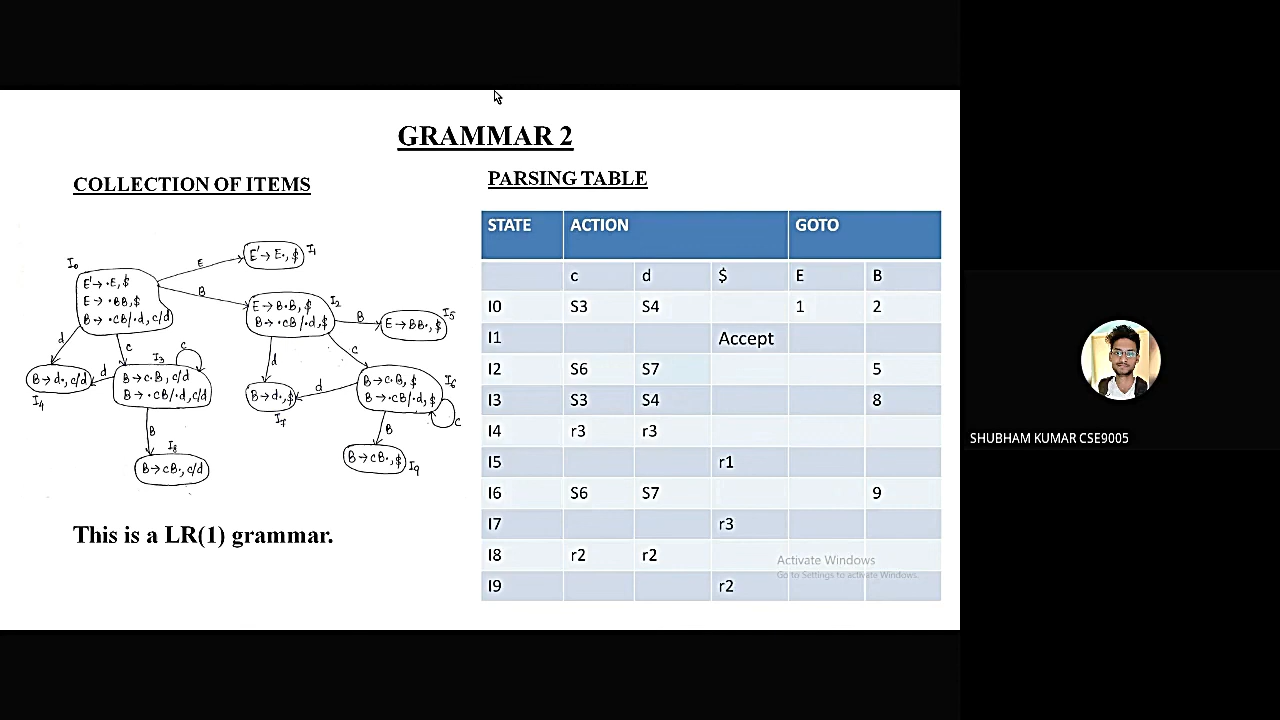 GRAMMAR 2
COLLECTION OF ITEMS
I₀
E'→ ·E, $
E → ·BB, $
B → ·cB/·d, c/d
E
E'→ E·, $
I₁
B
E → B·B, $
B → ·cB/·d, $
I₂
B
E → BB·, $
I₅
d
c
I₃
c
B → d·, c/d
I₄
d
B → c·B, c/d
B → ·cB/·d, c/d
d
c
B → d·, $
I₇
d
B → c·B, $
B → ·cB/·d, $
I₆
c
B
I₈
B → cB·, c/d
B
B → cB·, $
I₉
This is a LR(1) grammar.
PARSING TABLE
STATE ACTION GOTO
c d $ E B
I0 S3 S4 1 2
I1 Accept
I2 S6 S7 5
I3 S3 S4 8
I4 r3 r3
I5 r1
I6 S6 S7 9
I7 r3
I8 r2 r2
I9 r2
Activate Windows
Go to Settings to activate Windows.
SHUBHAM KUMAR CSE9005